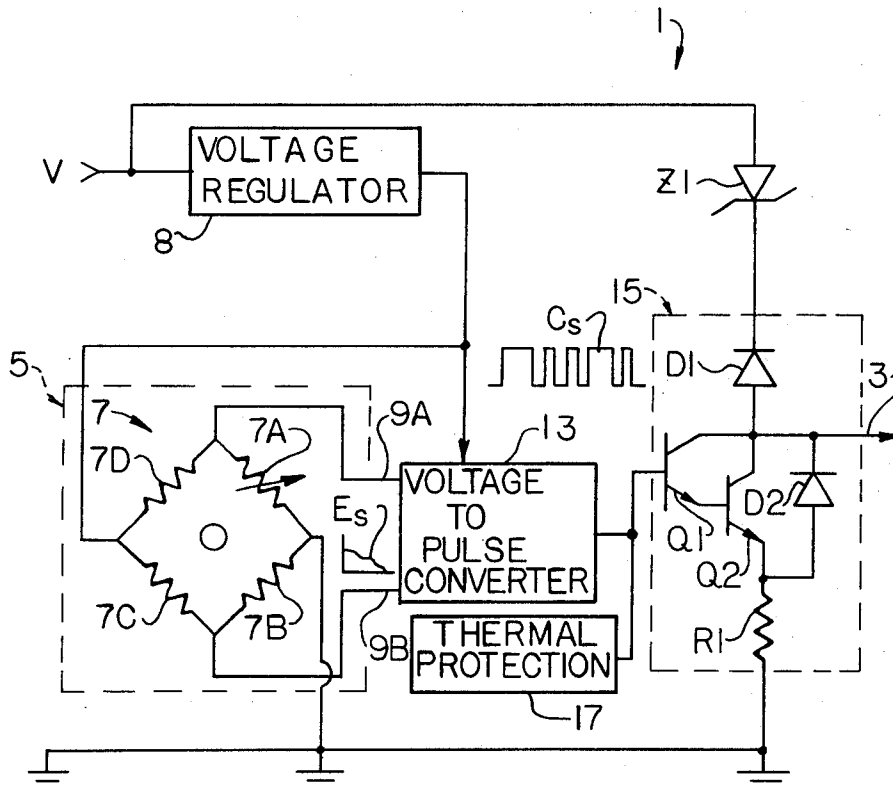 1
V
VOLTAGE
REGULATOR
8
Z1
15
Cs
D1
3
5
7
7A
9A
13
7D
VOLTAGE
TO
PULSE
CONVERTER
Es
D2
Q1
Q2
7C
7B
9B
THERMAL
PROTECTION
R1
17